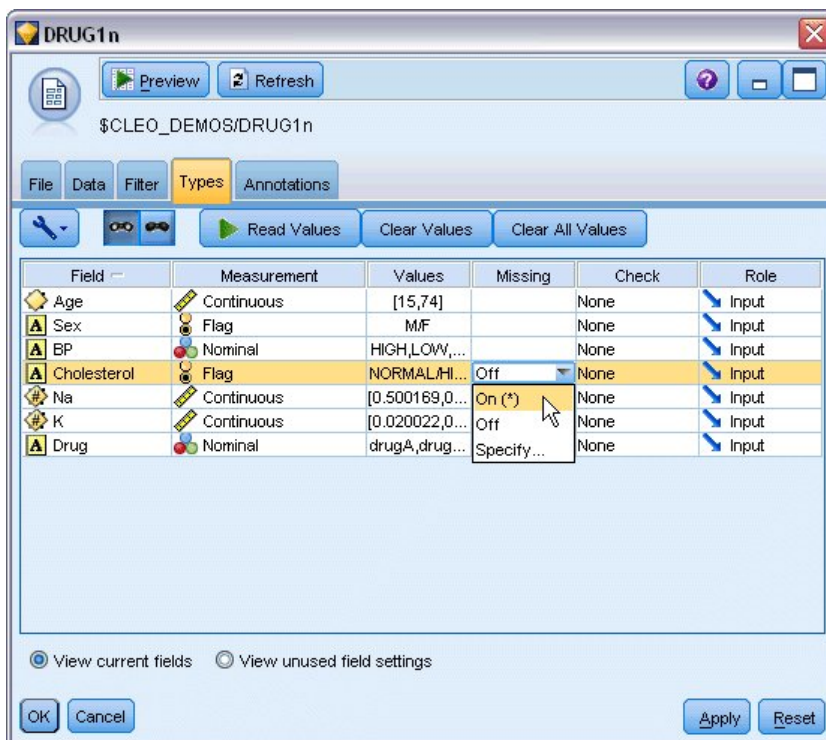 DRUG1n
Preview Refresh
$CLEO_DEMOS/DRUG1n
File Data Filter Types Annotations
Read Values Clear Values Clear All Values
Field Measurement Values Missing Check Role
Age Continuous [15,74] None Input
A Sex Flag M/F None Input
A BP Nominal HIGH,LOW,... None Input
A Cholesterol Flag NORMAL/HI... Off None Input
# Na Continuous [0.500169,0... On (*) None Input
# K Continuous [0.020022,0... Off None Input
A Drug Nominal drugA,drug... Specify... None Input
View current fields View unused field settings
OK Cancel Apply Reset